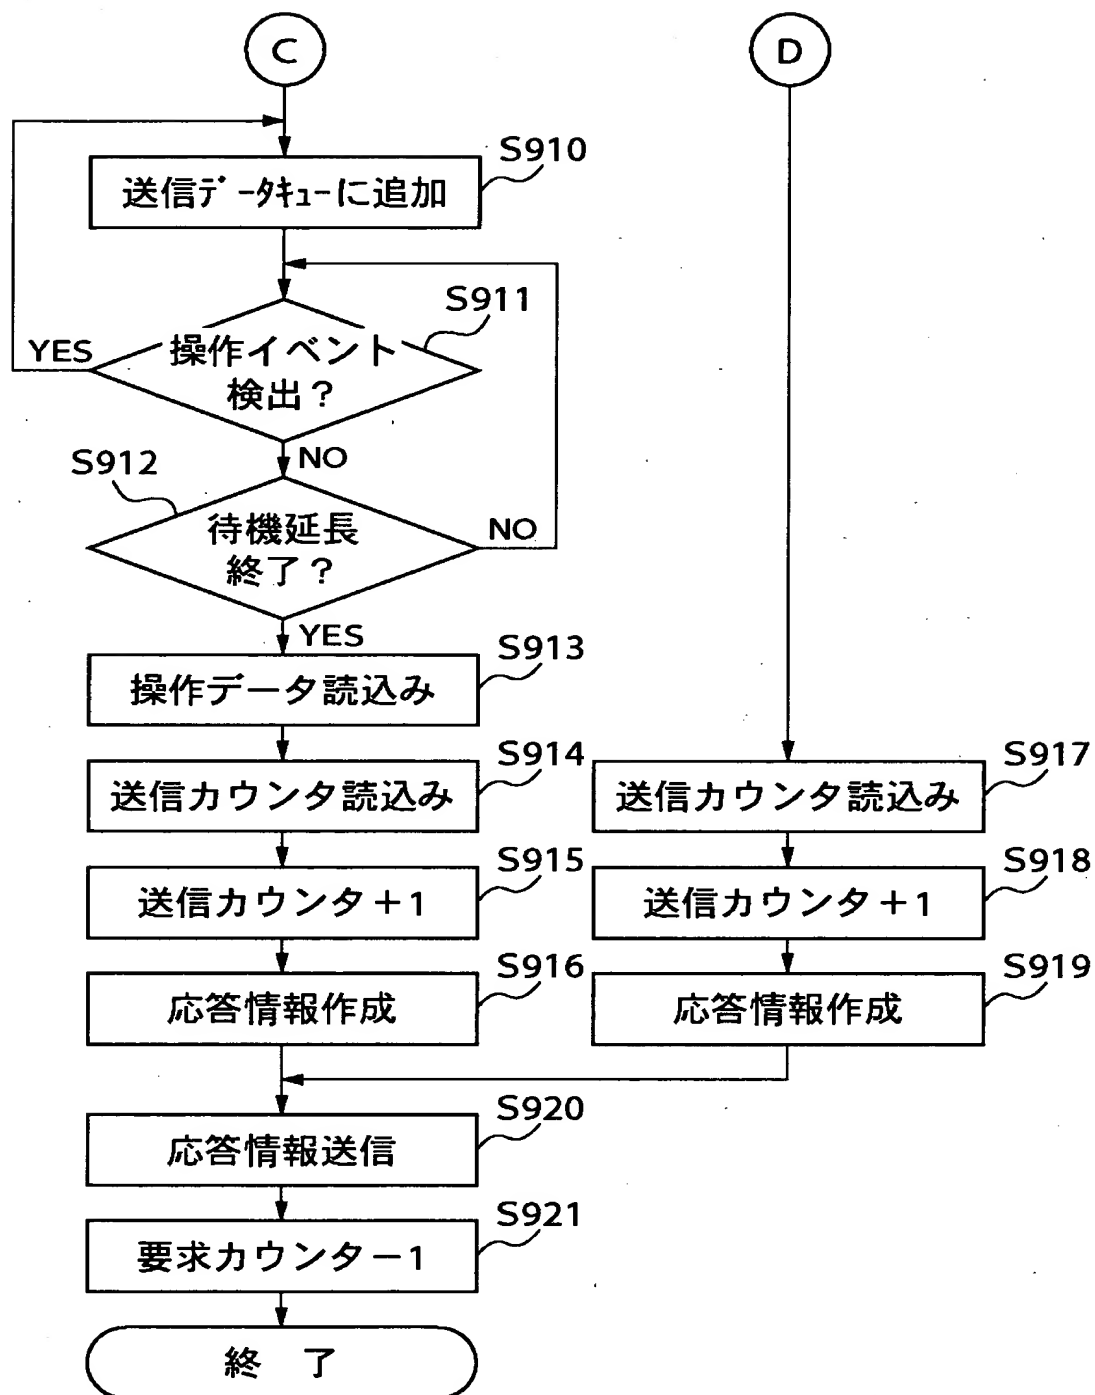 C
D
S910
送信データキューに追加
S911
YES
操作イベント
検出?
NO
S912
待機延長
終了?
NO
YES
S913
操作データ読込み
S914
送信カウンタ読込み
S917
送信カウンタ読込み
S915
送信カウンタ+1
S918
送信カウンタ+1
S916
応答情報作成
S919
応答情報作成
S920
応答情報送信
S921
要求カウンター1
終 了